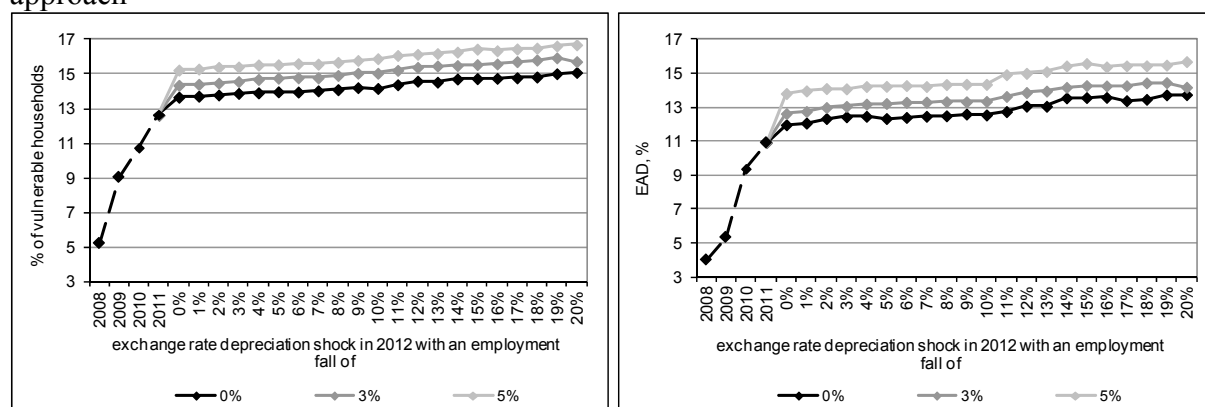 approach
17
15
13
11
9
7
5
3
% of vulnerable households
2008 2009 2010 2011 0% 1% 2% 3% 4% 5% 6% 7% 8% 9% 10% 11% 12% 13% 14% 15% 16% 17% 18% 19% 20%
exchange rate depreciation shock in 2012 with an employment
fall of
0% 3% 5%
17
15
13
11
9
7
5
3
EAD, %
2008 2009 2010 2011 0% 1% 2% 3% 4% 5% 6% 7% 8% 9% 10% 11% 12% 13% 14% 15% 16% 17% 18% 19% 20%
exchange rate depreciation shock in 2012 with an employment
fall of
0% 3% 5%